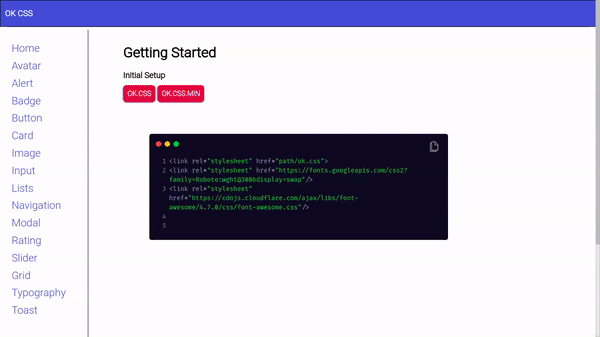 OK CSS
Home
Avatar
Alert
Badge
Button
Card
Image
Input
Lists
Navigation
Modal
Rating
Slider
Grid
Typography
Toast
Getting Started
Initial Setup
OK.CSS OK.CSS.MIN
1 <link rel="stylesheet" href="path/ok.css">
2 <link rel="stylesheet" href="https://fonts.googleapis.com/css2?
family=Roboto:wght@300&display=swap"/>
3 <link rel="stylesheet"
href="https://cdnjs.cloudflare.com/ajax/libs/font-
awesome/4.7.0/css/font-awesome.css"/>
4
5